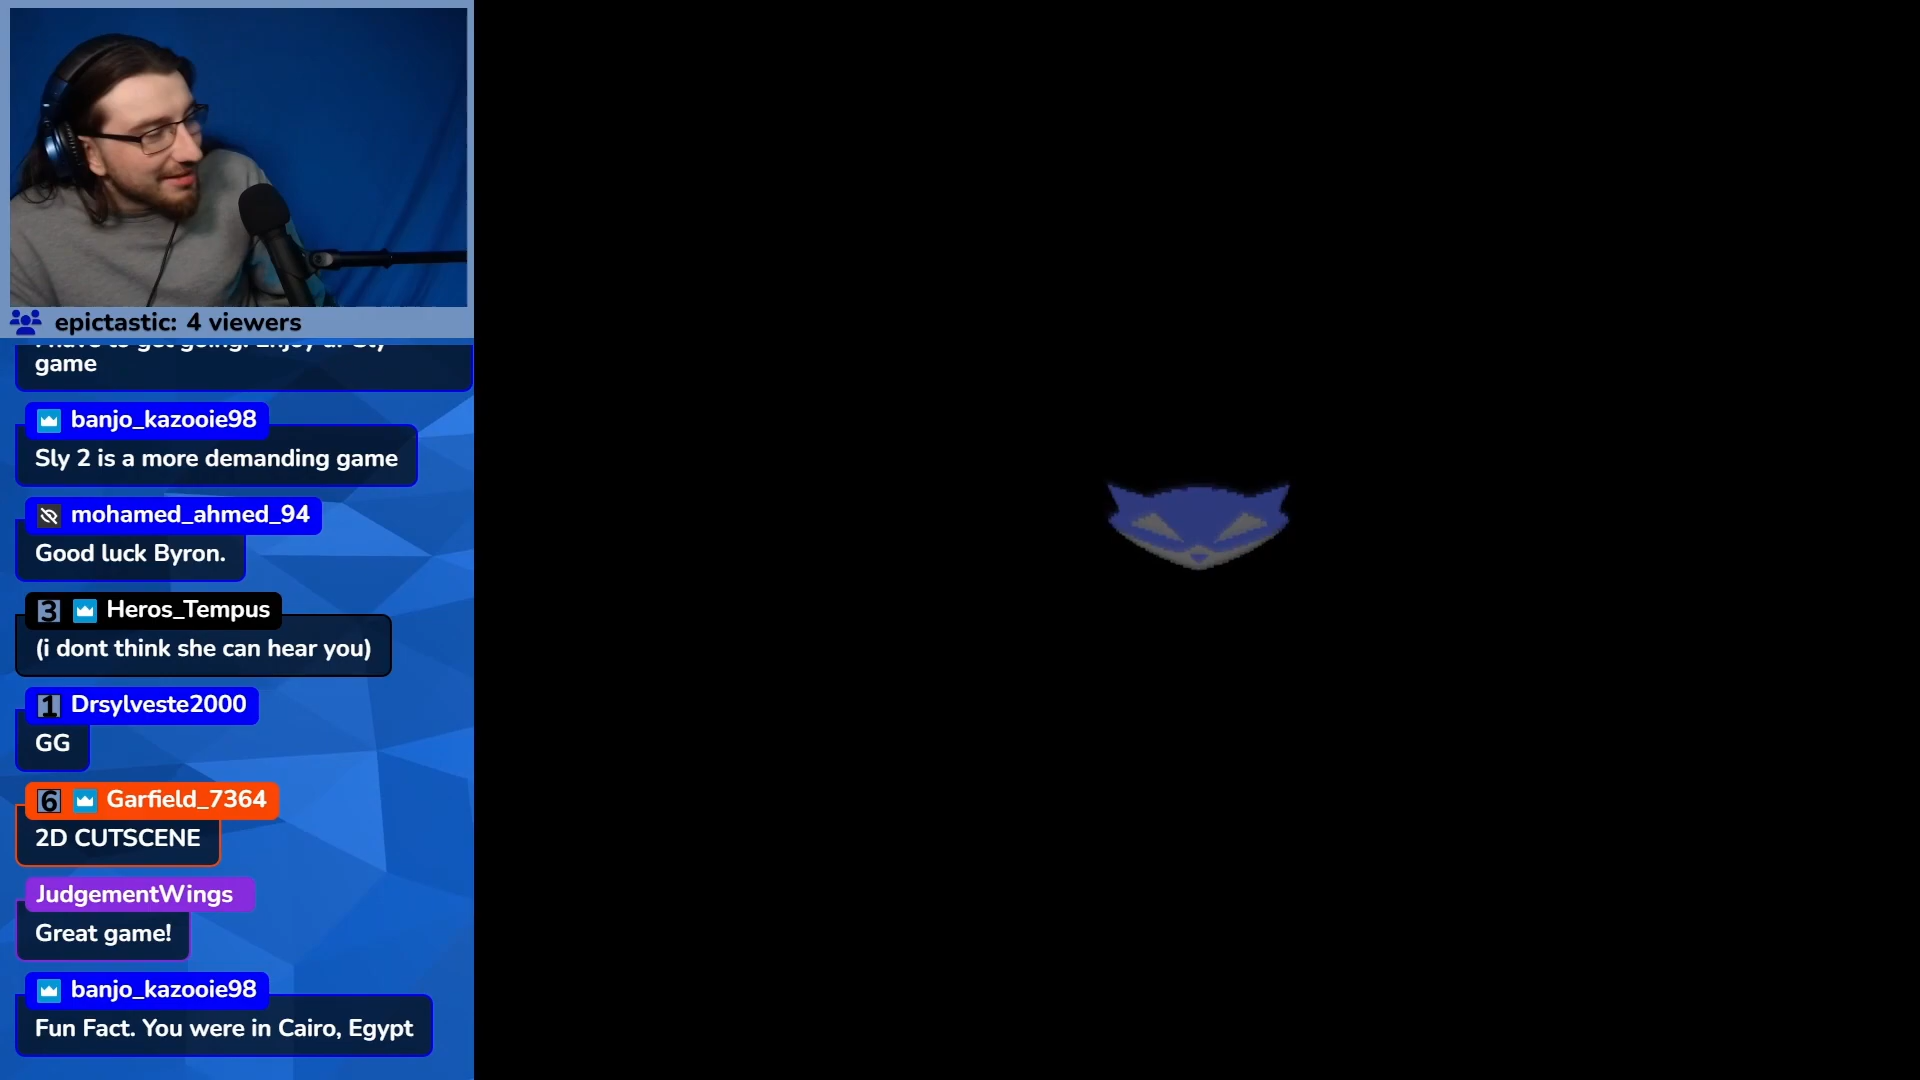 epictastic: 4 viewers
game
banjo_kazooie98
Sly 2 is a more demanding game
mohamed_ahmed_94
Good luck Byron.
3 Heros_Tempus
(i dont think she can hear you)
1 Drsylveste2000
GG
6 Garfield_7364
2D CUTSCENE
JudgementWings
Great game!
banjo_kazooie98
Fun Fact. You were in Cairo, Egypt